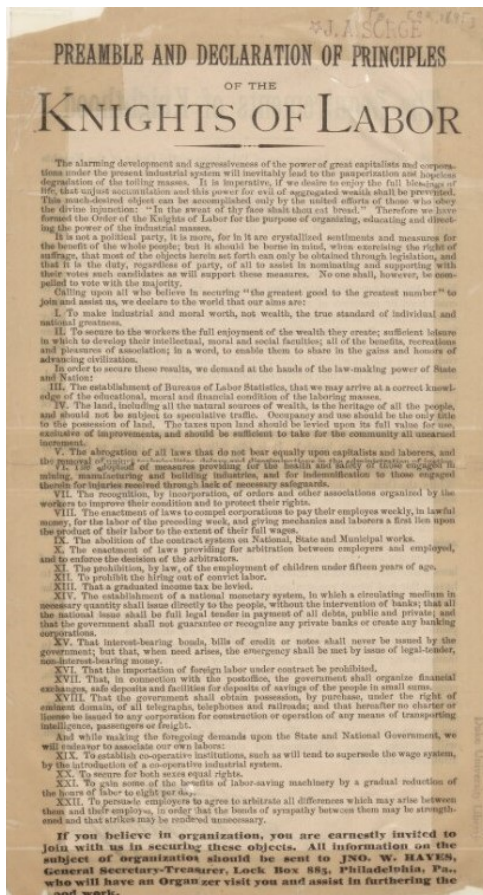 *J. A. SORGE
PREAMBLE AND DECLARATION OF PRINCIPLES
OF THE
KNIGHTS OF LABOR
The alarming development and aggressiveness of the power of great capitalists and corpora-
tions under the present industrial system will inevitably lead to the pauperization and hopeless
degradation of the toiling masses. It is imperative, if we desire to enjoy the full blessings of
life, that unjust accumulation and this power for evil of aggregated wealth shall be prevented.
This much-desired object can be accomplished only by the united efforts of those who obey
the divine injunction: "In the sweat of thy face shalt thou eat bread." Therefore we have
formed the Order of the Knights of Labor for the purpose of organizing, educating and direct-
ing the power of the industrial masses.
It is not a political party, it is more, for in it are crystallized sentiments and measures for
the benefit of the whole people; but it should be borne in mind, when exercising the right of
suffrage, that most of the objects herein set forth can only be obtained through legislation, and
that it is the duty, regardless of party, of all to assist in nominating and supporting with
their votes such candidates as will support these measures. No one shall, however, be com-
pelled to vote with the majority.
Calling upon all who believe in securing "the greatest good to the greatest number" to
join and assist us, we declare to the world that our aims are:
I. To make industrial and moral worth, not wealth, the true standard of individual and
national greatness.
II. To secure to the workers the full enjoyment of the wealth they create; sufficient leisure
in which to develop their intellectual, moral and social faculties; all of the benefits, recreations
and pleasures of association; in a word, to enable them to share in the gains and honors of
advancing civilization.
In order to secure these results, we demand at the hands of the law-making power of State
and Nation:
III. The establishment of Bureaus of Labor Statistics, that we may arrive at a correct knowl-
edge of the educational, moral and financial condition of the laboring masses.
IV. The land, including all the natural sources of wealth, is the heritage of all the people,
and should not be subject to speculative traffic. Occupancy and use should be the only title
to the possession of land. The taxes upon land should be levied upon its full value for use,
exclusive of improvements, and should be sufficient to take for the community all unearned
increment.
V. The abrogation of all laws that do not bear equally upon capitalists and laborers, and
VI. The adoption of measures providing for the health and safety of those engaged in
mining, manufacturing and building industries, and for indemnification to those engaged
therein for injuries received through lack of necessary safeguards.
VII. The recognition, by incorporation, of orders and other associations organized by the
workers to improve their condition and to protect their rights.
VIII. The enactment of laws to compel corporations to pay their employes weekly, in lawful
money, for the labor of the preceding week, and giving mechanics and laborers a first lien upon
the product of their labor to the extent of their full wages.
IX. The abolition of the contract system on National, State and Municipal works.
X. The enactment of laws providing for arbitration between employers and employed,
and to enforce the decision of the arbitrators.
XI. The prohibition, by law, of the employment of children under fifteen years of age.
XII. To prohibit the hiring out of convict labor.
XIII. That a graduated income tax be levied.
XIV. The establishment of a national monetary system, in which a circulating medium in
necessary quantity shall issue directly to the people, without the intervention of banks; that all
the national issue shall be full legal tender in payment of all debts, public and private; and
that the government shall not guarantee or recognize any private banks or create any banking
corporations.
XV. That interest-bearing bonds, bills of credit or notes shall never be issued by the
government; but that, when need arises, the emergency shall be met by issue of legal-tender,
non-interest-bearing money.
XVI. That the importation of foreign labor under contract be prohibited.
XVII. That, in connection with the postoffice, the government shall organize financial
exchanges, safe deposits and facilities for deposits of savings of the people in small sums.
XVIII. That the government shall obtain possession, by purchase, under the right of
eminent domain, of all telegraphs, telephones and railroads; and that hereafter no charter or
license be issued to any corporation for construction or operation of any means of transporting
intelligence, passengers or freight.
And while making the foregoing demands upon the State and National Government, we
will endeavor to associate our own labors:
XIX. To establish co-operative institutions, such as will tend to supersede the wage system,
by the introduction of a co-operative industrial system.
XX. To secure for both sexes equal rights.
XXI. To gain some of the benefits of labor-saving machinery by a gradual reduction of
the hours of labor to eight per day.
XXII. To persuade employers to agree to arbitrate all differences which may arise between
them and their employes, in order that the bonds of sympathy between them may be strength-
ened and that strikes may be rendered unnecessary.
If you believe in organization, you are earnestly invited to
join with us in securing these objects. All information on the
subject of organization should be sent to JNO. W. HAYES,
General Secretary-Treasurer, Lock Box 885, Philadelphia, Pa.,
who will have an Organizer visit you and assist in furthering the
good work.